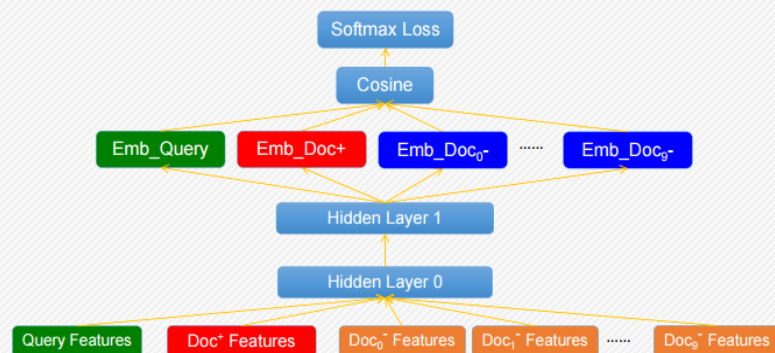 Softmax Loss
Cosine
Emb_Query Emb_Doc+ Emb_Doc₀- ...... Emb_Doc₉-
Hidden Layer 1
Hidden Layer 0
Query Features Doc⁺ Features Doc₀⁻ Features Doc₁⁻ Features ...... Doc₉⁻ Features